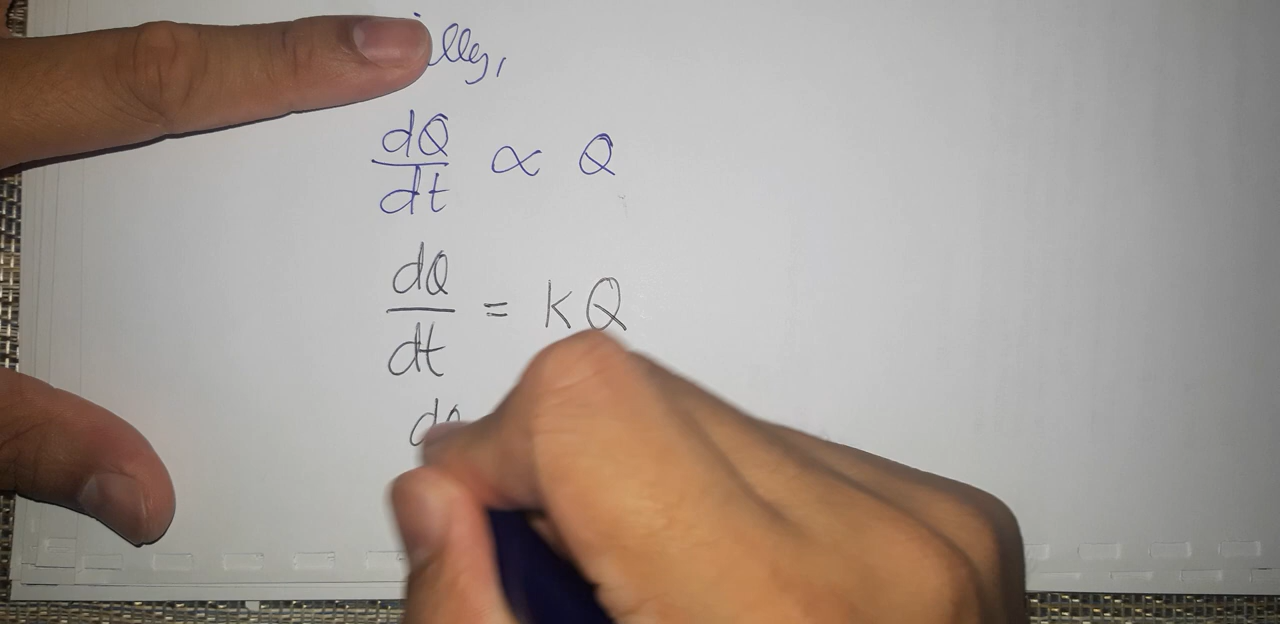 dQ/dt ∝ Q
dQ/dt = kQ